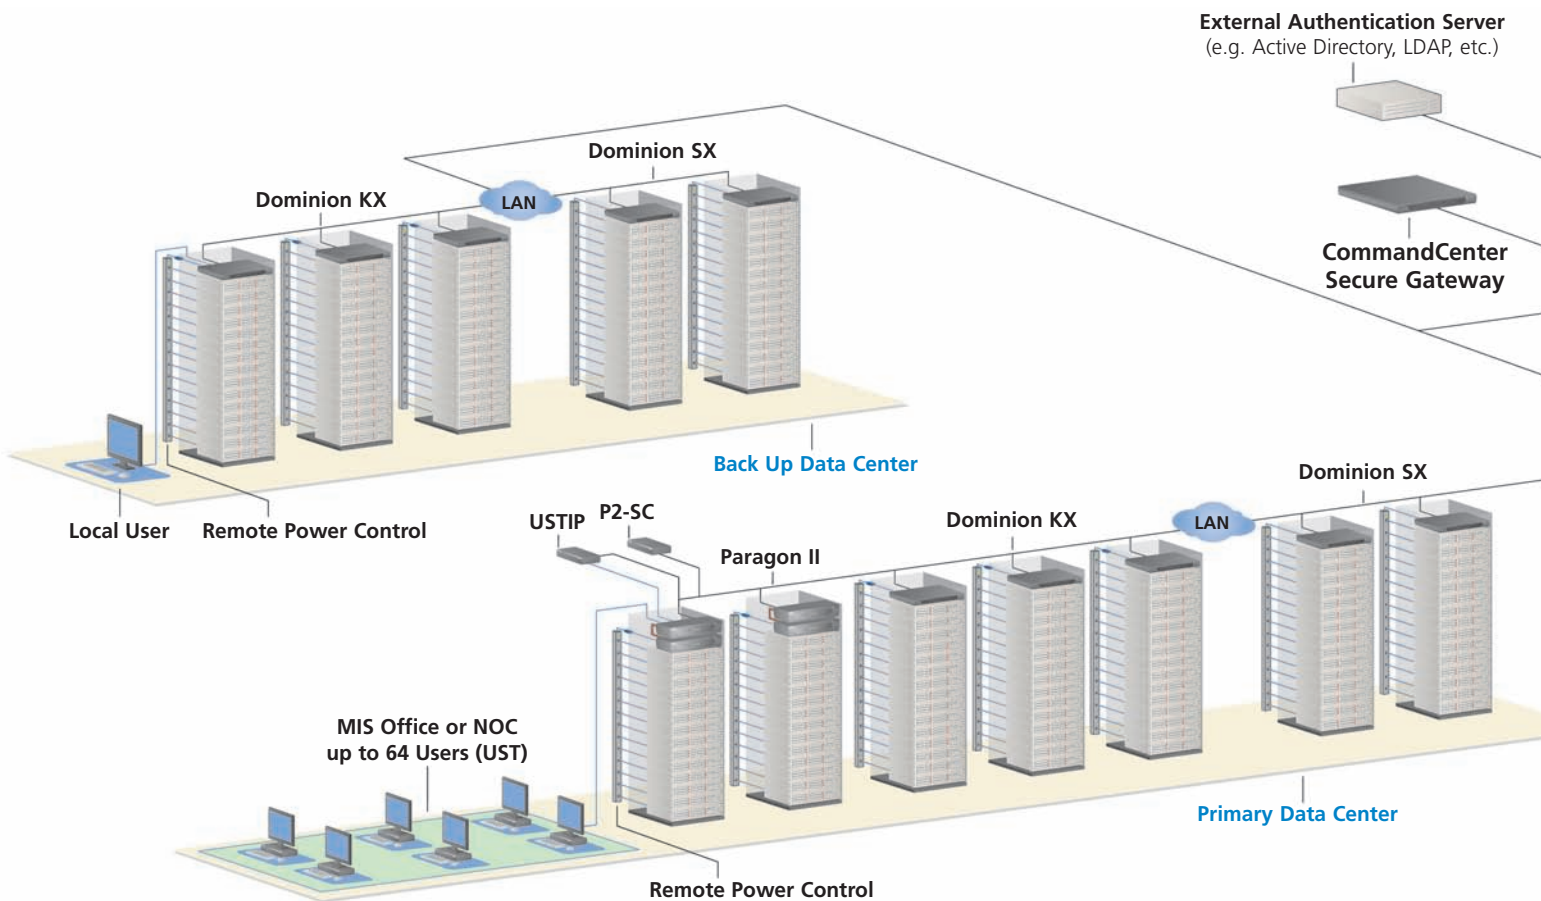 External Authentication Server
(e.g. Active Directory, LDAP, etc.)
Dominion SX
Dominion KX
LAN
CommandCenter
Secure Gateway
Back Up Data Center
Local User
Remote Power Control
Dominion SX
USTIP
P2-SC
Dominion KX
LAN
Paragon II
MIS Office or NOC
up to 64 Users (UST)
Primary Data Center
Remote Power Control